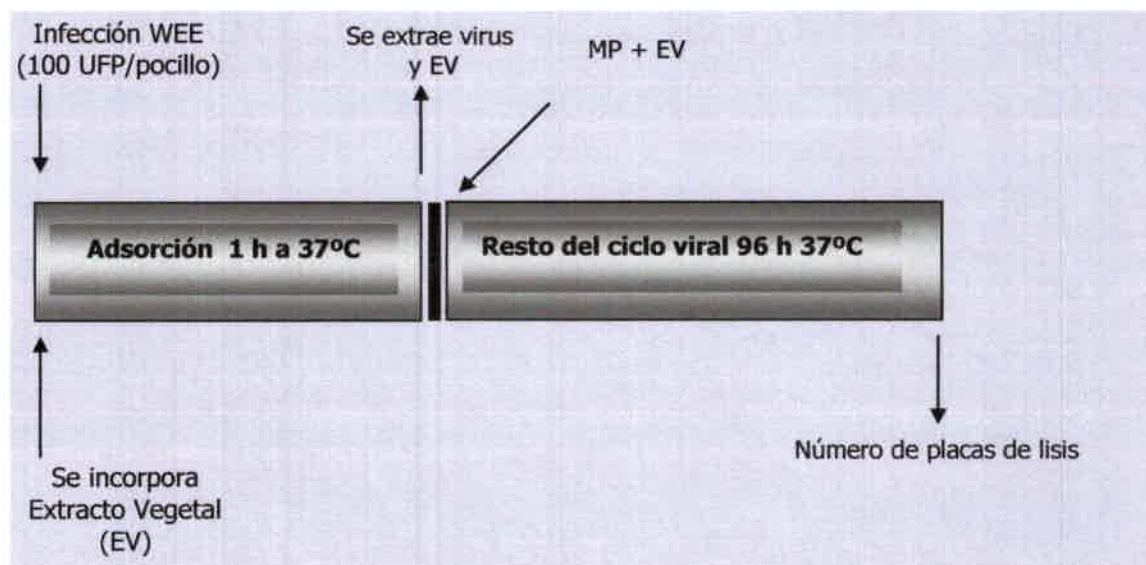 Infección WEE
(100 UFP/pocillo)
Se extrae virus
y EV
MP + EV
Adsorción 1 h a 37ºC
Resto del ciclo viral 96 h 37ºC
Número de placas de lisis
Se incorpora
Extracto Vegetal
(EV)